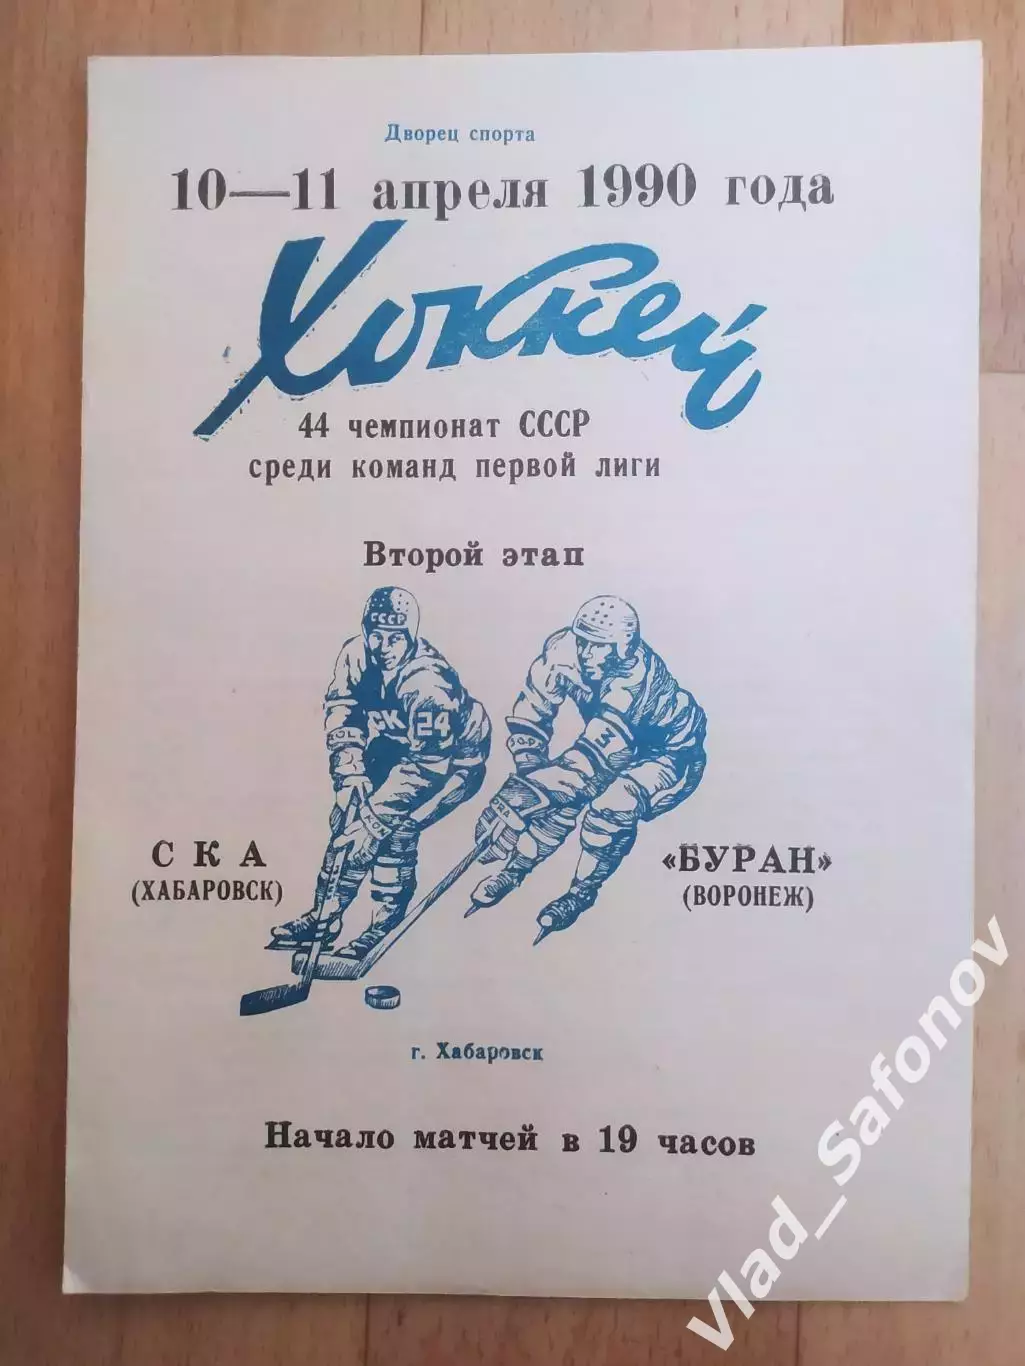 Дворец спорта
10—11 апреля 1990 года
Хоккей
44 чемпионат СССР
среди команд первой лиги
Второй этап
СССР
СК 24
СКА
(ХАБАРОВСК)
«БУРАН»
(ВОРОНЕЖ)
г. Хабаровск
Начало матчей в 19 часов
Vlad_Safonov